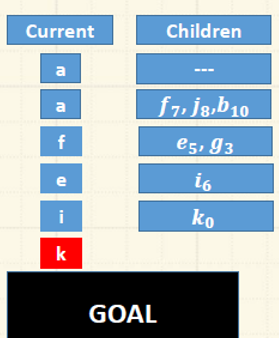 Current Children
a ---
a f₇, j₈,b₁₀
f e₅, g₃
e i₆
i k₀
k
GOAL